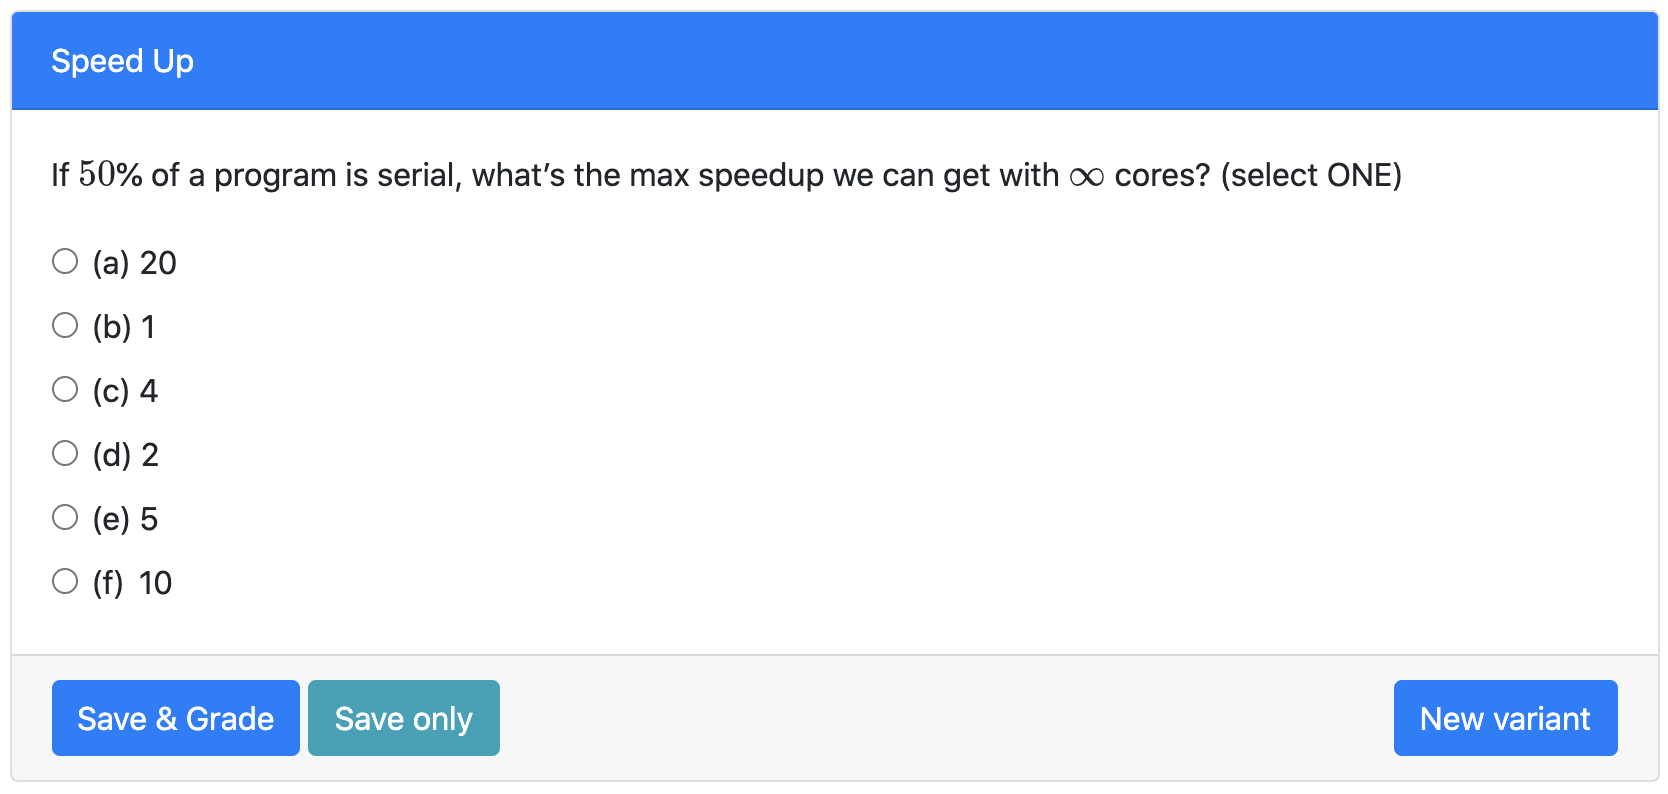 Speed Up
If 50% of a program is serial, what’s the max speedup we can get with ∞ cores? (select ONE)
(a) 20
(b) 1
(c) 4
(d) 2
(e) 5
(f) 10
Save & Grade Save only New variant